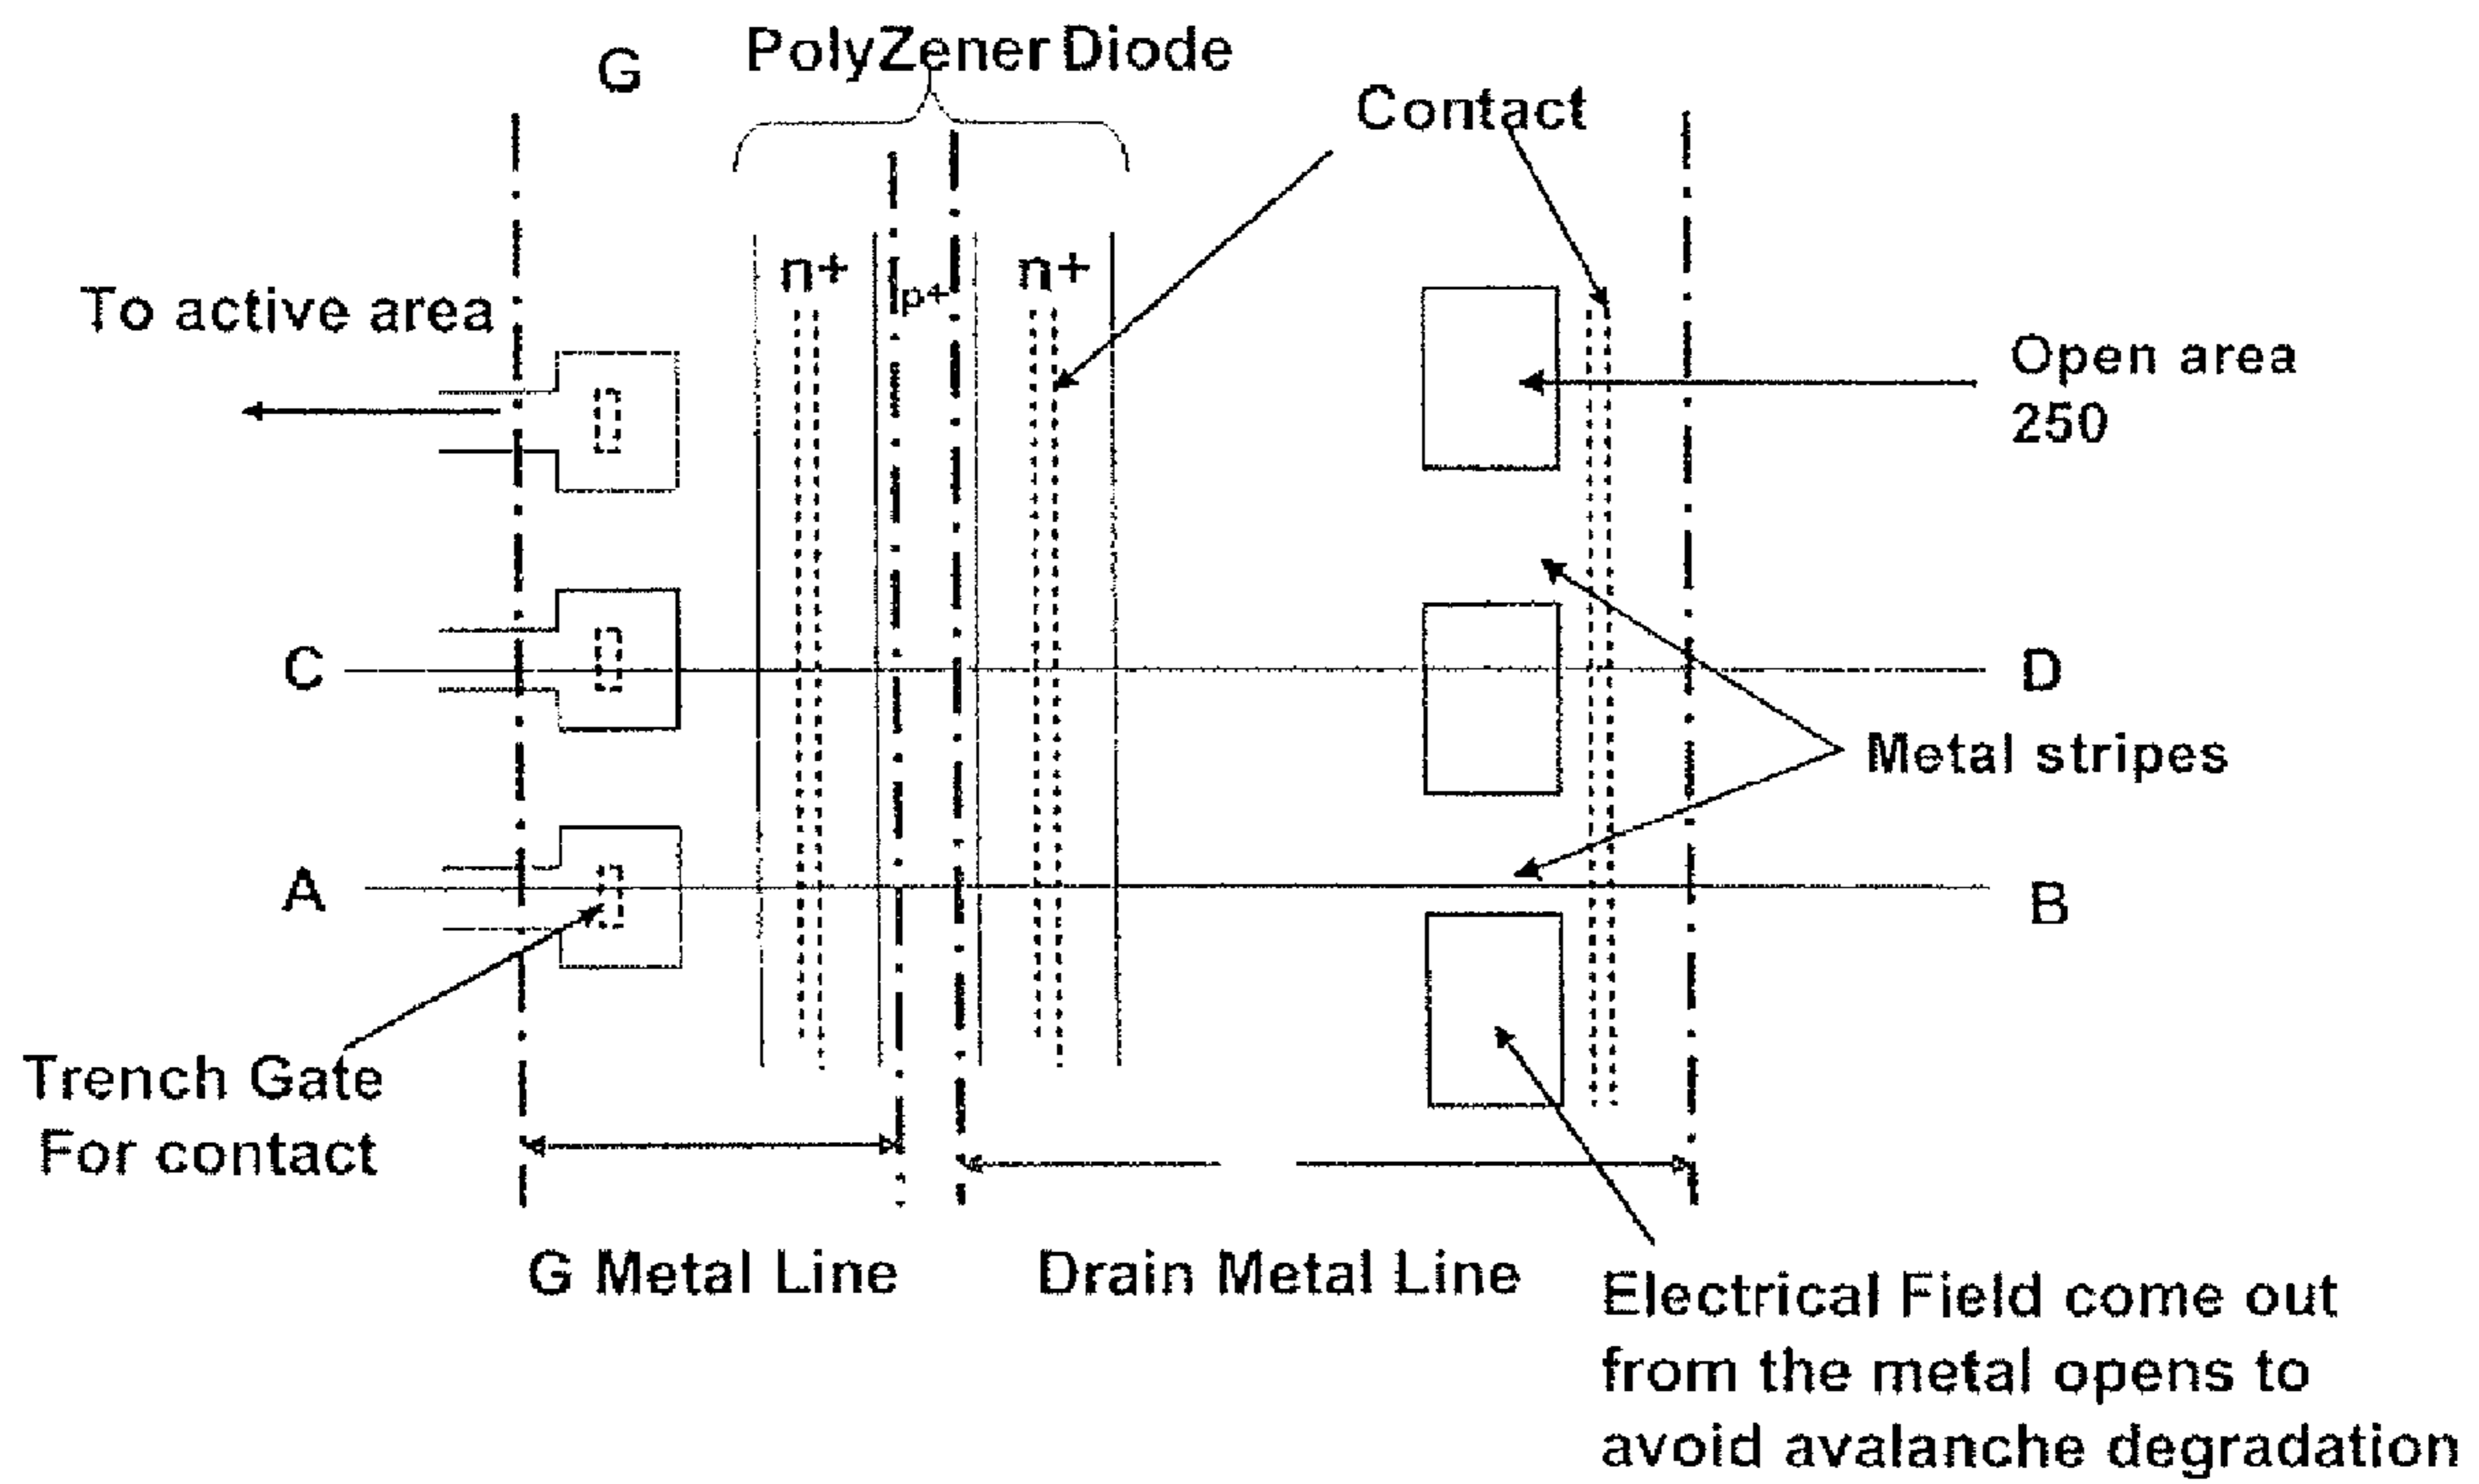 G
PolyZener Diode
Contact
n+
p+
n+
To active area
Open area
250
C
D
Metal stripes
A
B
Trench Gate
For contact
G Metal Line
Drain Metal Line
Electrical Field come out
from the metal opens to
avoid avalanche degradation